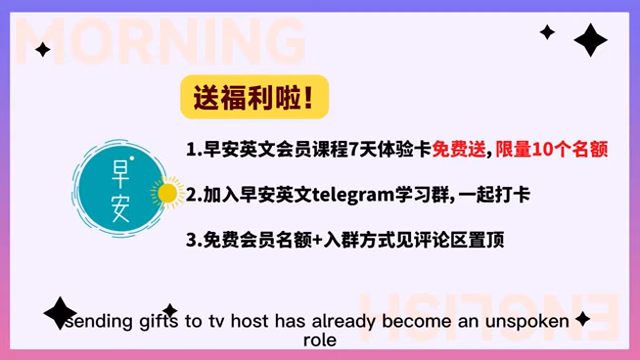 MORNING
送福利啦!
1.早安英文会员课程7天体验卡免费送, 限量10个名额
早安
2.加入早安英文telegram学习群, 一起打卡
3.免费会员名额+入群方式见评论区置顶
ENGLISH
sending gifts to tv host has already become an unspoken
role